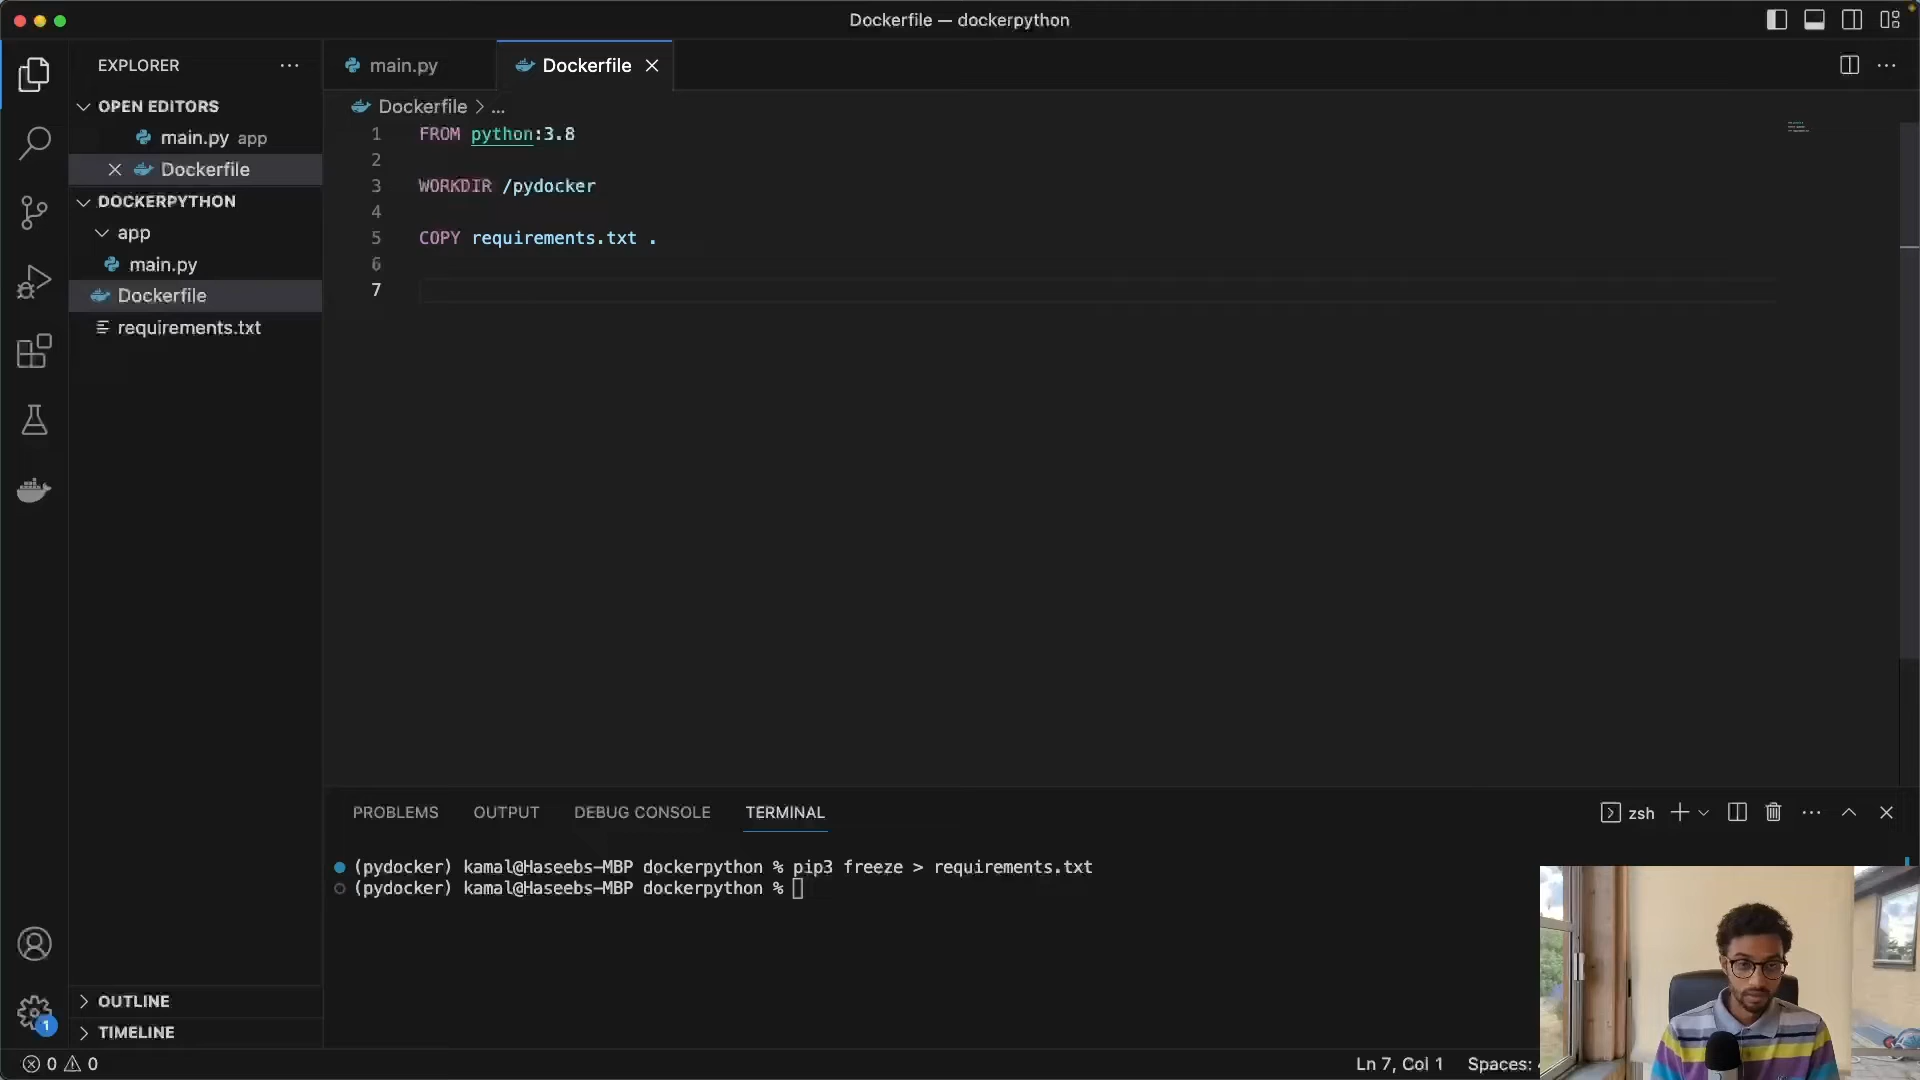 Dockerfile — dockerpython
EXPLORER
OPEN EDITORS
main.py app
Dockerfile
DOCKERPYTHON
app
main.py
Dockerfile
requirements.txt
OUTLINE
TIMELINE
main.py
Dockerfile
Dockerfile > ...
1 FROM python:3.8
2
3 WORKDIR /pydocker
4
5 COPY requirements.txt .
6
7
PROBLEMS OUTPUT DEBUG CONSOLE TERMINAL
zsh
(pydocker) kamal@Haseebs-MBP dockerpython % pip3 freeze > requirements.txt
(pydocker) kamal@Haseebs-MBP dockerpython %
1
0 0
Ln 7, Col 1 Spaces: